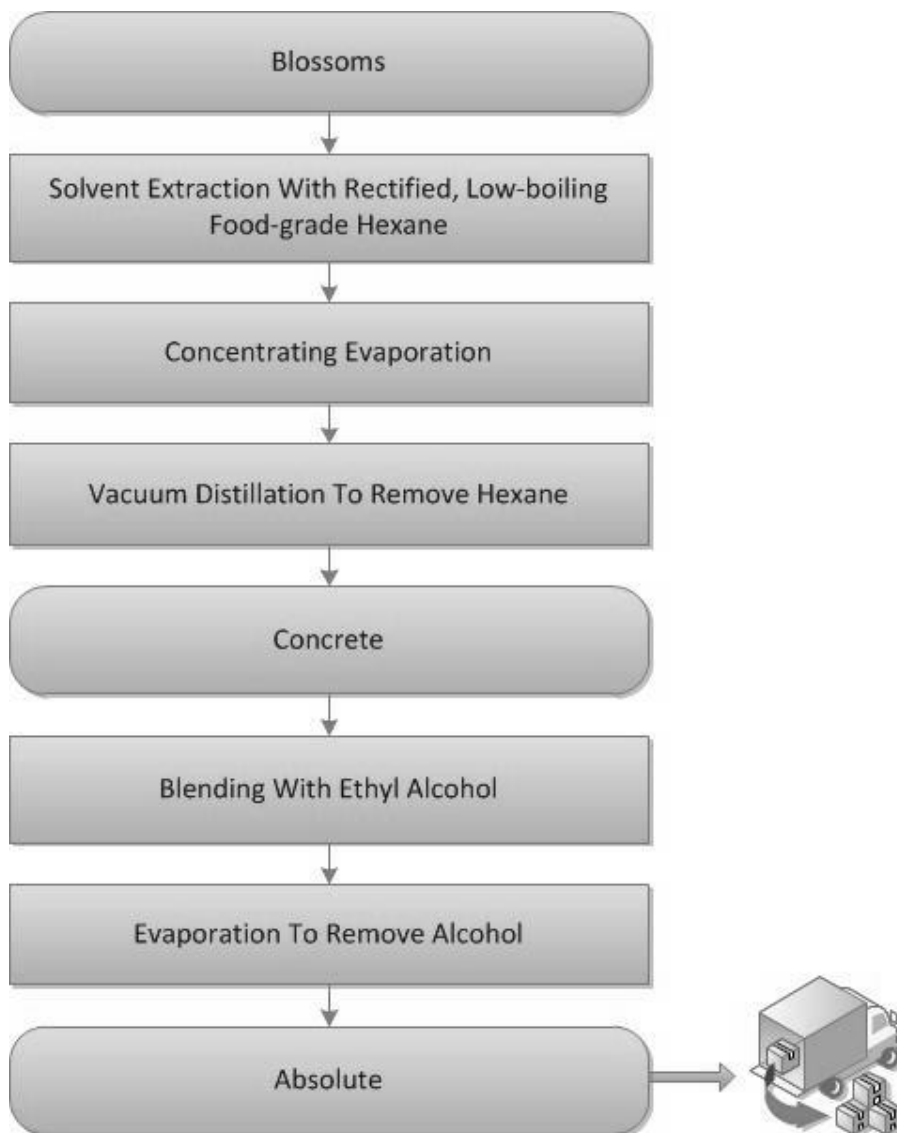 Blossoms
Solvent Extraction With Rectified, Low-boiling
Food-grade Hexane
Concentrating Evaporation
Vacuum Distillation To Remove Hexane
Concrete
Blending With Ethyl Alcohol
Evaporation To Remove Alcohol
Absolute